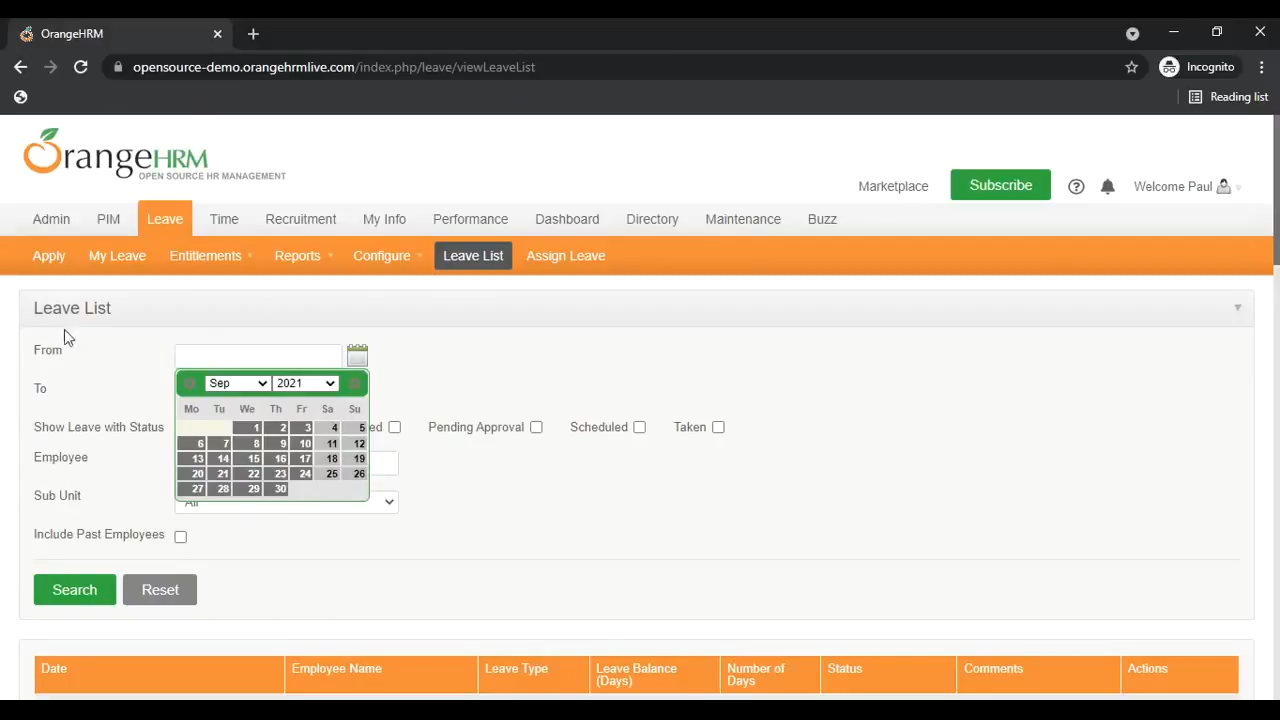 OrangeHRM
opensource-demo.orangehrmlive.com/index.php/leave/viewLeaveList
Incognito
Reading list
OrangeHRM
OPEN SOURCE HR MANAGEMENT
Marketplace
Subscribe
Welcome Paul
Admin PIM Leave Time Recruitment My Info Performance Dashboard Directory Maintenance Buzz
Apply My Leave Entitlements Reports Configure Leave List Assign Leave
Leave List
From
Sep 2021
To
Mo Tu We Th Fr Sa Su
Show Leave with Status ed Pending Approval Scheduled Taken
1 2 3 4 5
6 7 8 9 10 11 12
Employee
13 14 15 16 17 18 19
20 21 22 23 24 25 26
27 28 29 30
Sub Unit
All
Include Past Employees
Search Reset
Date Employee Name Leave Type Leave Balance (Days) Number of Days Status Comments Actions